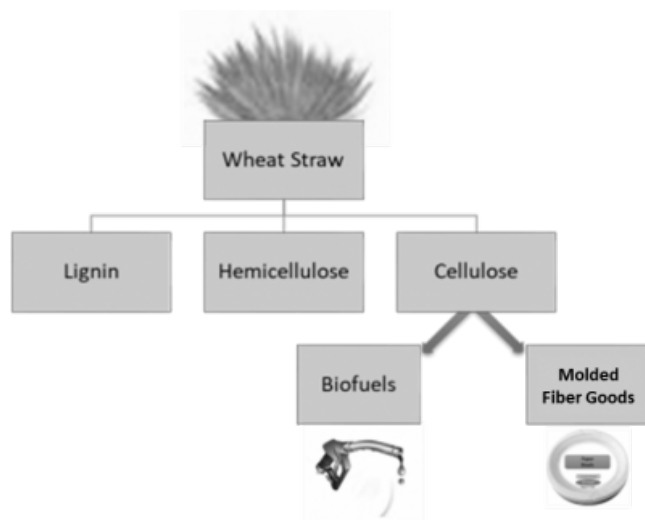 Wheat Straw
Lignin
Hemicellulose
Cellulose
Biofuels
Molded
Fiber Goods